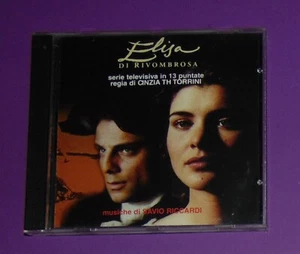 Elisa
DI RIVOMBROSA
serie televisiva in 13 puntate
regia di CINZIA TH TORRINI
musiche di SAVIO RICCARDI